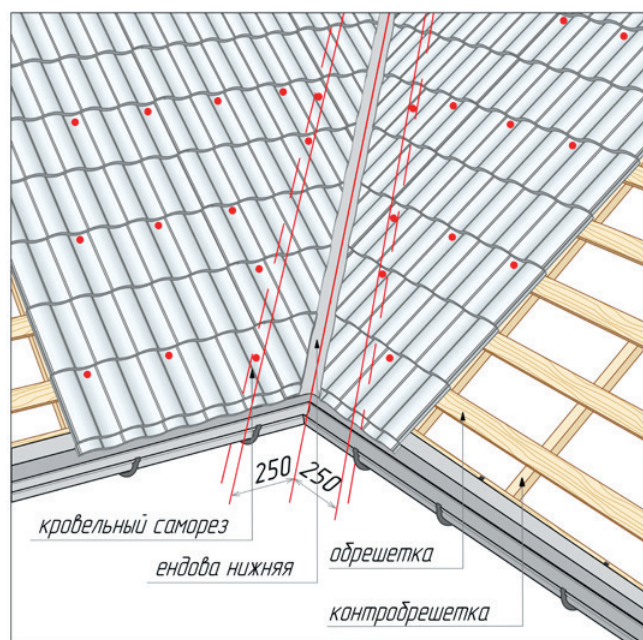 250 250
кровельный саморез
ендова нижняя
обрешетка
контробрешетка